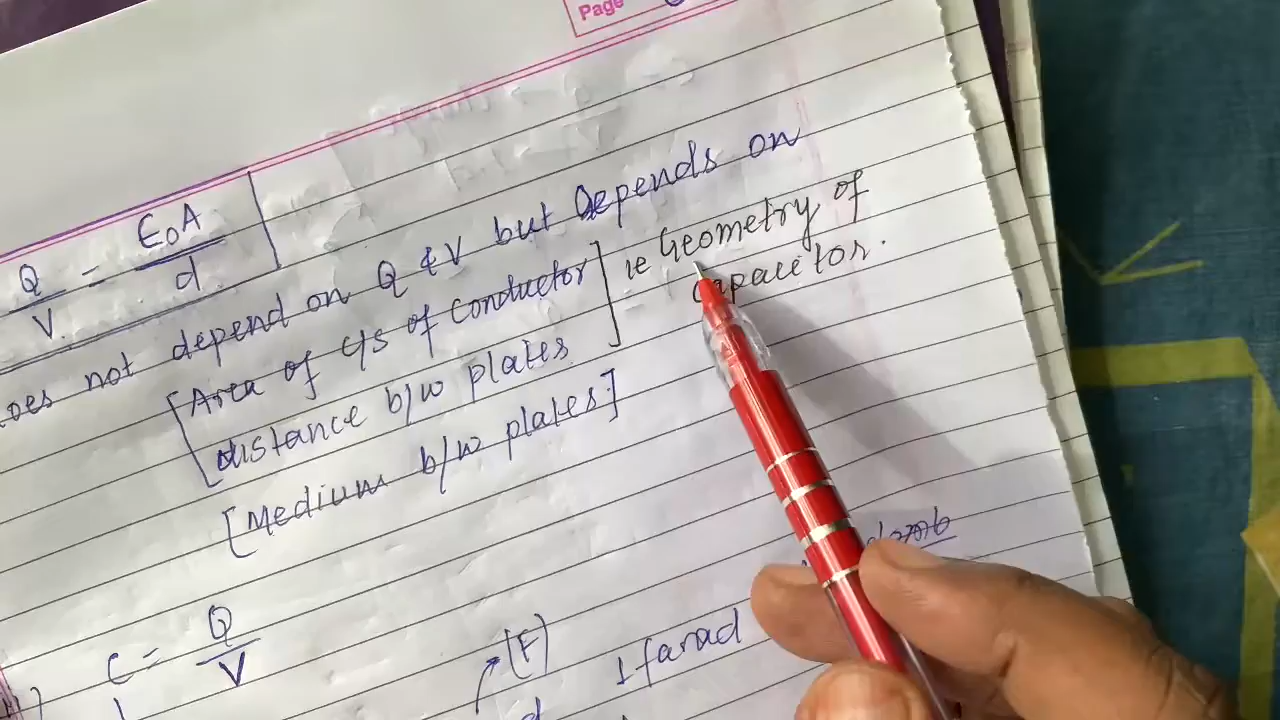 Page
Q/V = ε₀A/d
does not depend on Q & V but Depends on
[Area of c/s of conductor] ie Geometry of
distance b/w plates capacitor.
[Medium b/w plates]
C = Q/V
(F)
1 farad